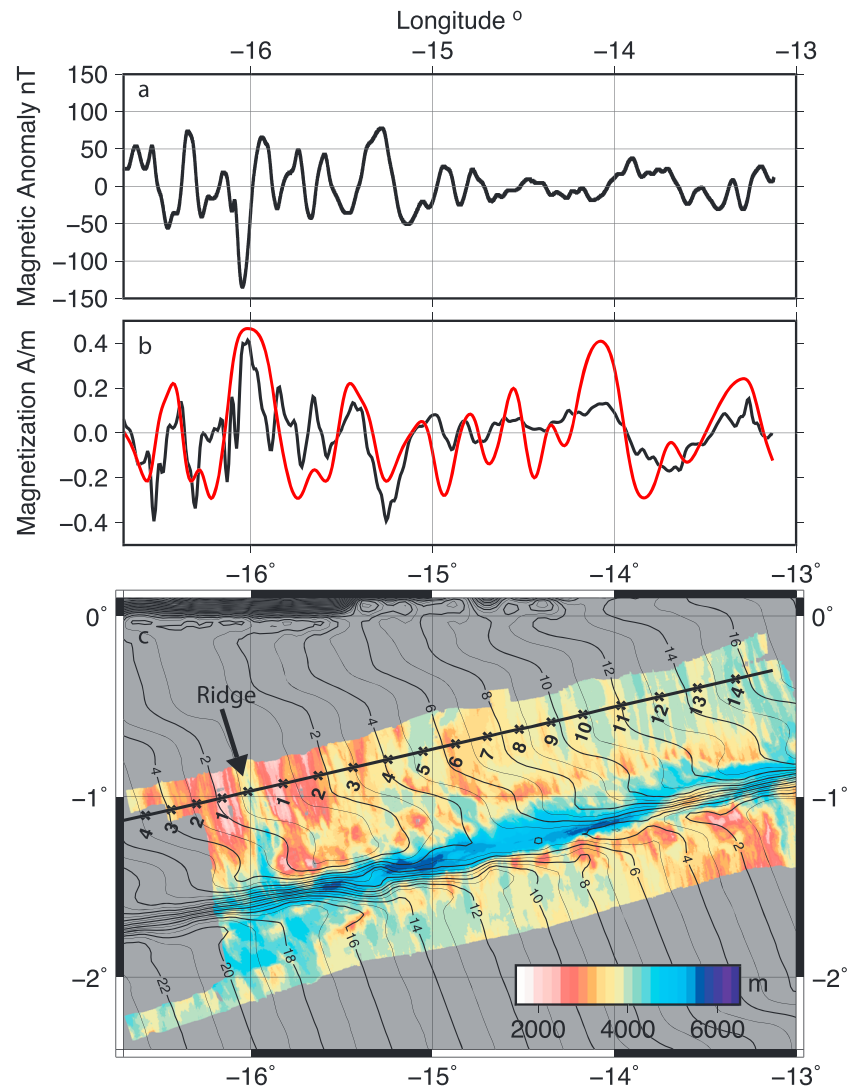 Longitude o
−16 −15 −14 −13
Magnetic Anomaly nT
150
100
50
0
−50
−100
−150
a
Magnetization A/m
0.4
0.2
0.0
−0.2
−0.4
b
−16° −15° −14° −13°
0° 0°
−1° −1°
−2° −2°
c
Ridge
4 3 2 1 1 2 3 4 5 6 7 8 9 10 11 12 13 14
4 2 2 4 6 8 10 12 14 16
22 20 18 16 14 12 10 8 6 4 2
0
m
2000 4000 6000
−16° −15° −14° −13°